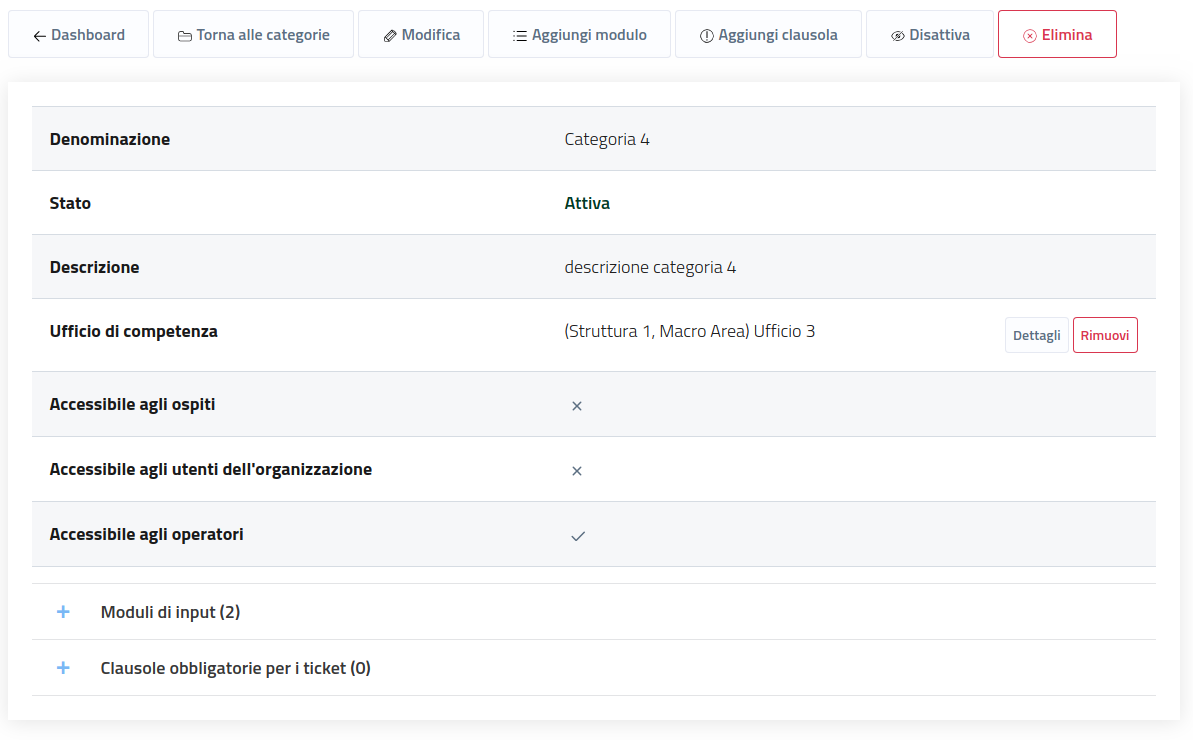 Dashboard Torna alle categorie Modifica Aggiungi modulo Aggiungi clausola Disattiva Elimina
Denominazione Categoria 4
Stato Attiva
Descrizione descrizione categoria 4
Ufficio di competenza (Struttura 1, Macro Area) Ufficio 3 Dettagli Rimuovi
Accessibile agli ospiti
Accessibile agli utenti dell'organizzazione
Accessibile agli operatori
Moduli di input (2)
Clausole obbligatorie per i ticket (0)